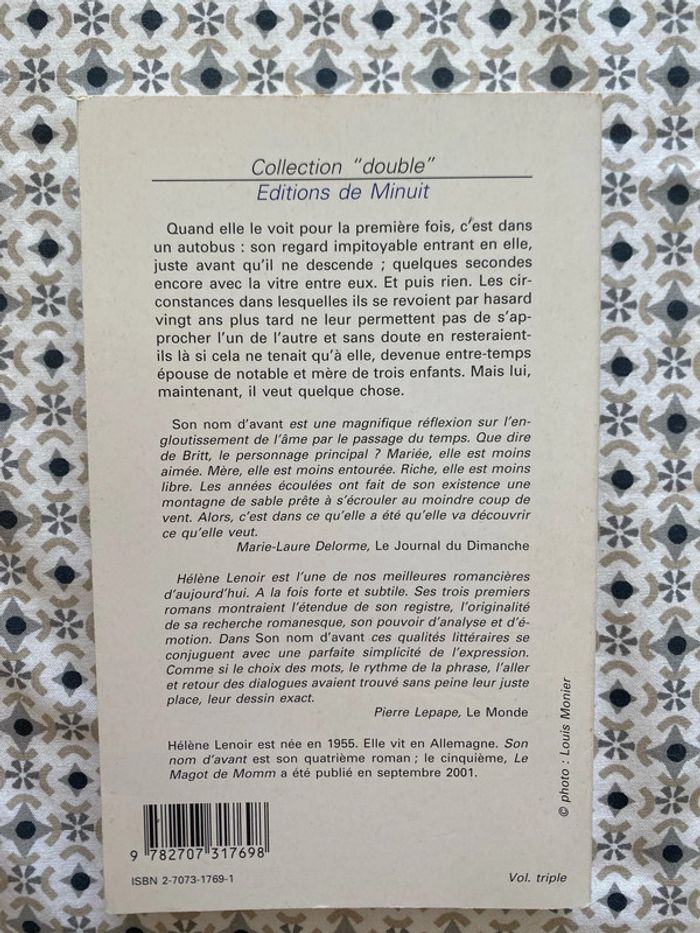 Collection "double"
Editions de Minuit
Quand elle le voit pour la première fois, c'est dans
un autobus : son regard impitoyable entrant en elle,
juste avant qu'il ne descende ; quelques secondes
encore avec la vitre entre eux. Et puis rien. Les cir-
constances dans lesquelles ils se revoient par hasard
vingt ans plus tard ne leur permettent pas de s'ap-
procher l'un de l'autre et sans doute en resteraient-
ils là si cela ne tenait qu'à elle, devenue entre-temps
épouse de notable et mère de trois enfants. Mais lui,
maintenant, il veut quelque chose.
Son nom d'avant est une magnifique réflexion sur l'en-
gloutissement de l'âme par le passage du temps. Que dire
de Britt, le personnage principal ? Mariée, elle est moins
aimée. Mère, elle est moins entourée. Riche, elle est moins
libre. Les années écoulées ont fait de son existence une
montagne de sable prête à s'écrouler au moindre coup de
vent. Alors, c'est dans ce qu'elle a été qu'elle va découvrir
ce qu'elle veut.
Marie-Laure Delorme, Le Journal du Dimanche
Hélène Lenoir est l'une de nos meilleures romancières
d'aujourd'hui. A la fois forte et subtile. Ses trois premiers
romans montraient l'étendue de son registre, l'originalité
de sa recherche romanesque, son pouvoir d'analyse et d'é-
motion. Dans Son nom d'avant ces qualités littéraires se
conjuguent avec une parfaite simplicité de l'expression.
Comme si le choix des mots, le rythme de la phrase, l'aller
et retour des dialogues avaient trouvé sans peine leur juste
place, leur dessin exact.
Pierre Lepape, Le Monde
Hélène Lenoir est née en 1955. Elle vit en Allemagne. Son
nom d'avant est son quatrième roman ; le cinquième, Le
Magot de Momm a été publié en septembre 2001.
© photo : Louis Monier
9 782707 317698
ISBN 2-7073-1769-1
Vol. triple